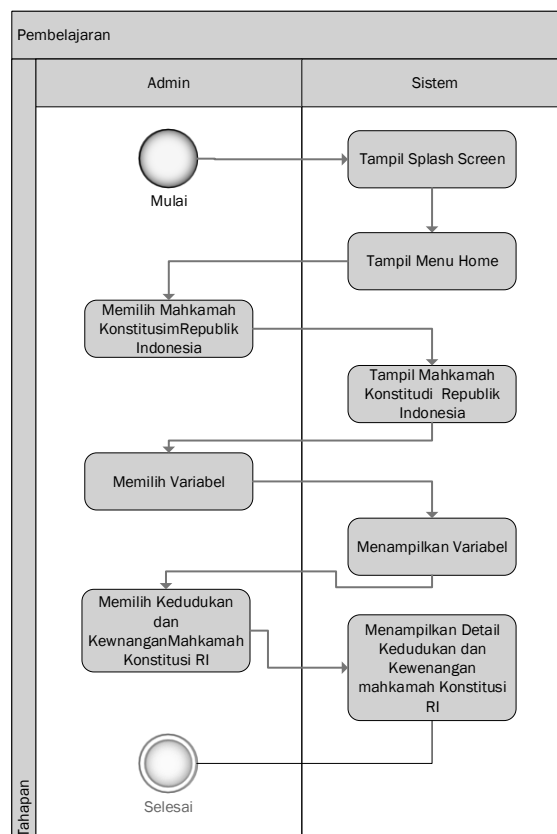 Pembelajaran
Admin
Sistem
Tampil Splash Screen
Mulai
Tampil Menu Home
Memilih Mahkamah
KonstitusimRepublik
Indonesia
Tampil Mahkamah
Konstitudi Republik
Indonesia
Memilih Variabel
Menampilkan Variabel
Memilih Kedudukan
dan
KewnanganMahkamah
Konstitusi RI
Menampilkan Detail
Kedudukan dan
Kewenangan
mahkamah Konstitusi
RI
Selesai
Tahapan